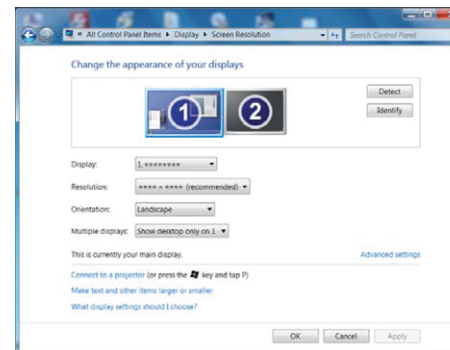 « All Control Panel Items ▸ Display ▸ Screen Resolution
Search Control Panel
Change the appearance of your displays
1
2
Detect
Identify
Display: 1. ********
Resolution: **** × **** (recommended)
Orientation: Landscape
Multiple displays: Show desktop only on 1
This is currently your main display.
Advanced settings
Connect to a projector (or press the key and tap P)
Make text and other items larger or smaller
What display settings should I choose?
OK
Cancel
Apply